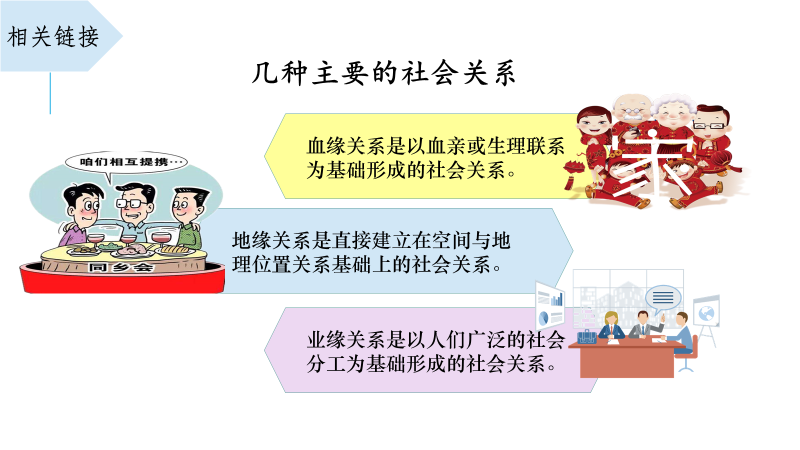 相关链接
几种主要的社会关系
血缘关系是以血亲或生理联系
为基础形成的社会关系。
家
咱们相互提携…
同乡会
地缘关系是直接建立在空间与地
理位置关系基础上的社会关系。
业缘关系是以人们广泛的社会
分工为基础形成的社会关系。